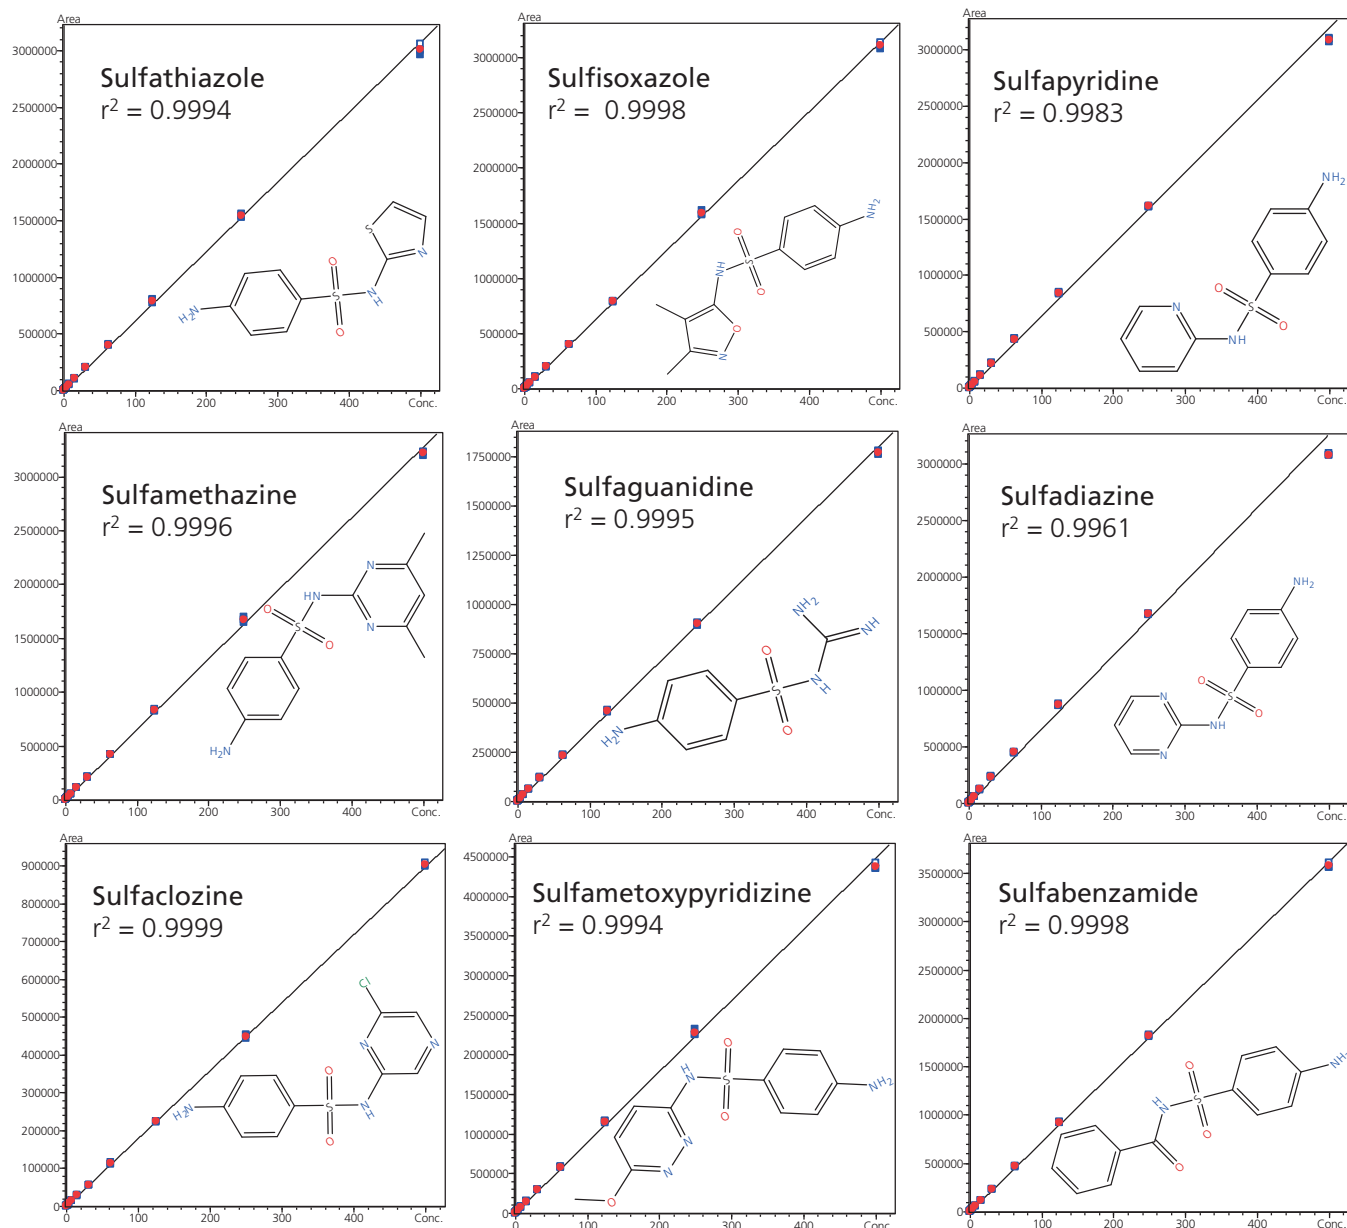 Area
3000000
2500000
2000000
1500000
1000000
500000
0
Sulfathiazole
r² = 0.9994
S
N
O
S
N
H
O
H₂N
0 100 200 300 400 Conc.
Area
3000000
2500000
2000000
1500000
1000000
500000
0
Sulfisoxazole
r² = 0.9998
NH₂
O
S
NH
O
O
N
0 100 200 300 400 Conc.
Area
3000000
2500000
2000000
1500000
1000000
500000
0
Sulfapyridine
r² = 0.9983
NH₂
O
S
N
O
NH
0 100 200 300 400 Conc.
Area
3000000
2500000
2000000
1500000
1000000
500000
0
Sulfamethazine
r² = 0.9996
N
HN
O
S
N
O
H₂N
0 100 200 300 400 Conc.
Area
1750000
1500000
1250000
1000000
750000
500000
250000
0
Sulfaguanidine
r² = 0.9995
NH₂
NH
O
S
N
H
O
H₂N
0 100 200 300 400 Conc.
Area
3000000
2500000
2000000
1500000
1000000
500000
0
Sulfadiazine
r² = 0.9961
NH₂
O
S
N
O
NH
N
0 100 200 300 400 Conc.
Area
900000
800000
700000
600000
500000
400000
300000
200000
100000
0
Sulfaclozine
r² = 0.9999
Cl
N
N
O
S
N
H
H₂N
O
0 100 200 300 400 Conc.
Area
4500000
4000000
3500000
3000000
2500000
2000000
1500000
1000000
500000
0
Sulfametoxypyridizine
r² = 0.9994
O
H
N
S
NH₂
O
N
N
O
0 100 200 300 400 Conc.
Area
3500000
3000000
2500000
2000000
1500000
1000000
500000
0
Sulfabenzamide
r² = 0.9998
NH
O
S
H
N
O
O
0 100 200 300 400 Conc.